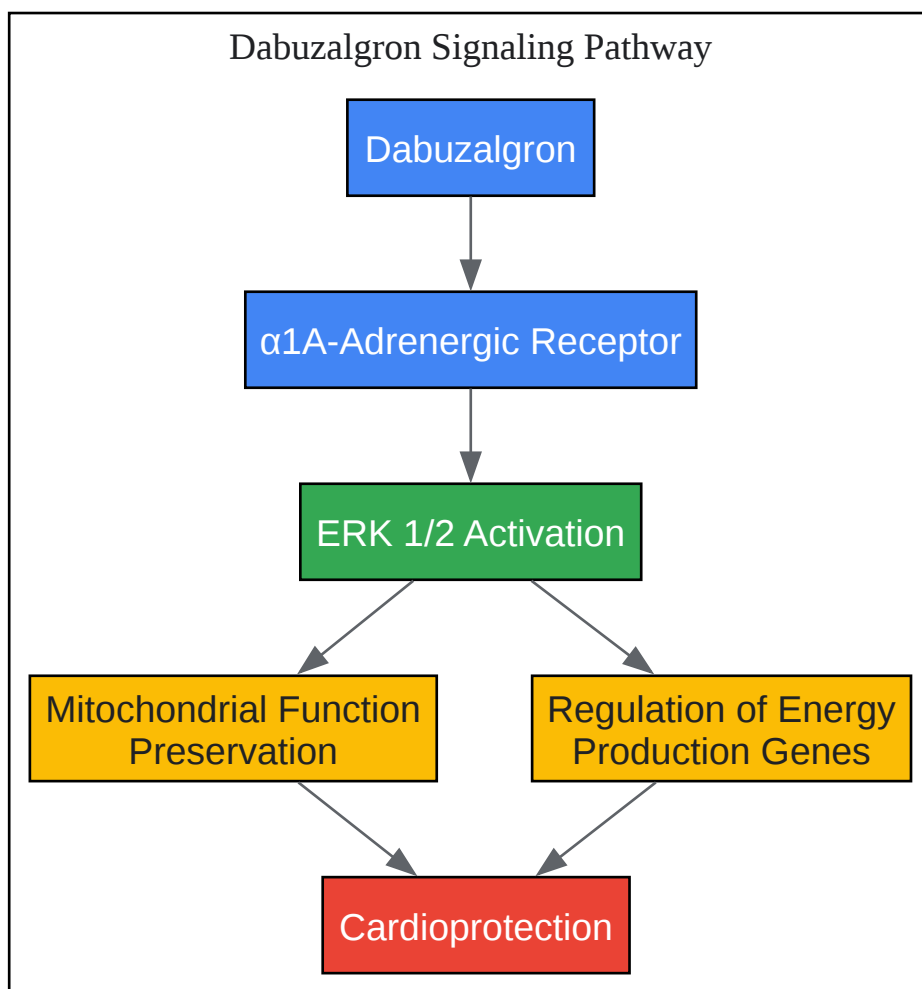 Dabuzalgron Signaling Pathway
Dabuzalgron
α1A-Adrenergic Receptor
ERK 1/2 Activation
Mitochondrial Function
Preservation
Regulation of Energy
Production Genes
Cardioprotection